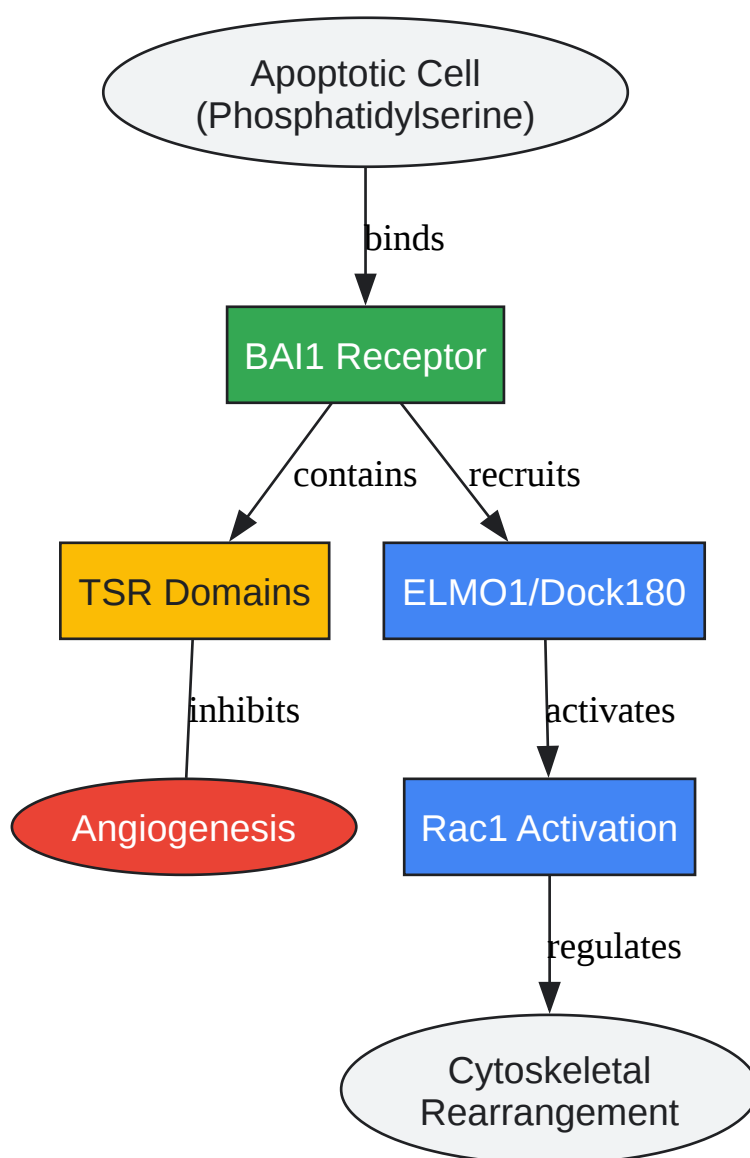 Apoptotic Cell
(Phosphatidylserine)
binds
BAI1 Receptor
contains
recruits
TSR Domains
ELMO1/Dock180
inhibits
activates
Angiogenesis
Rac1 Activation
regulates
Cytoskeletal
Rearrangement